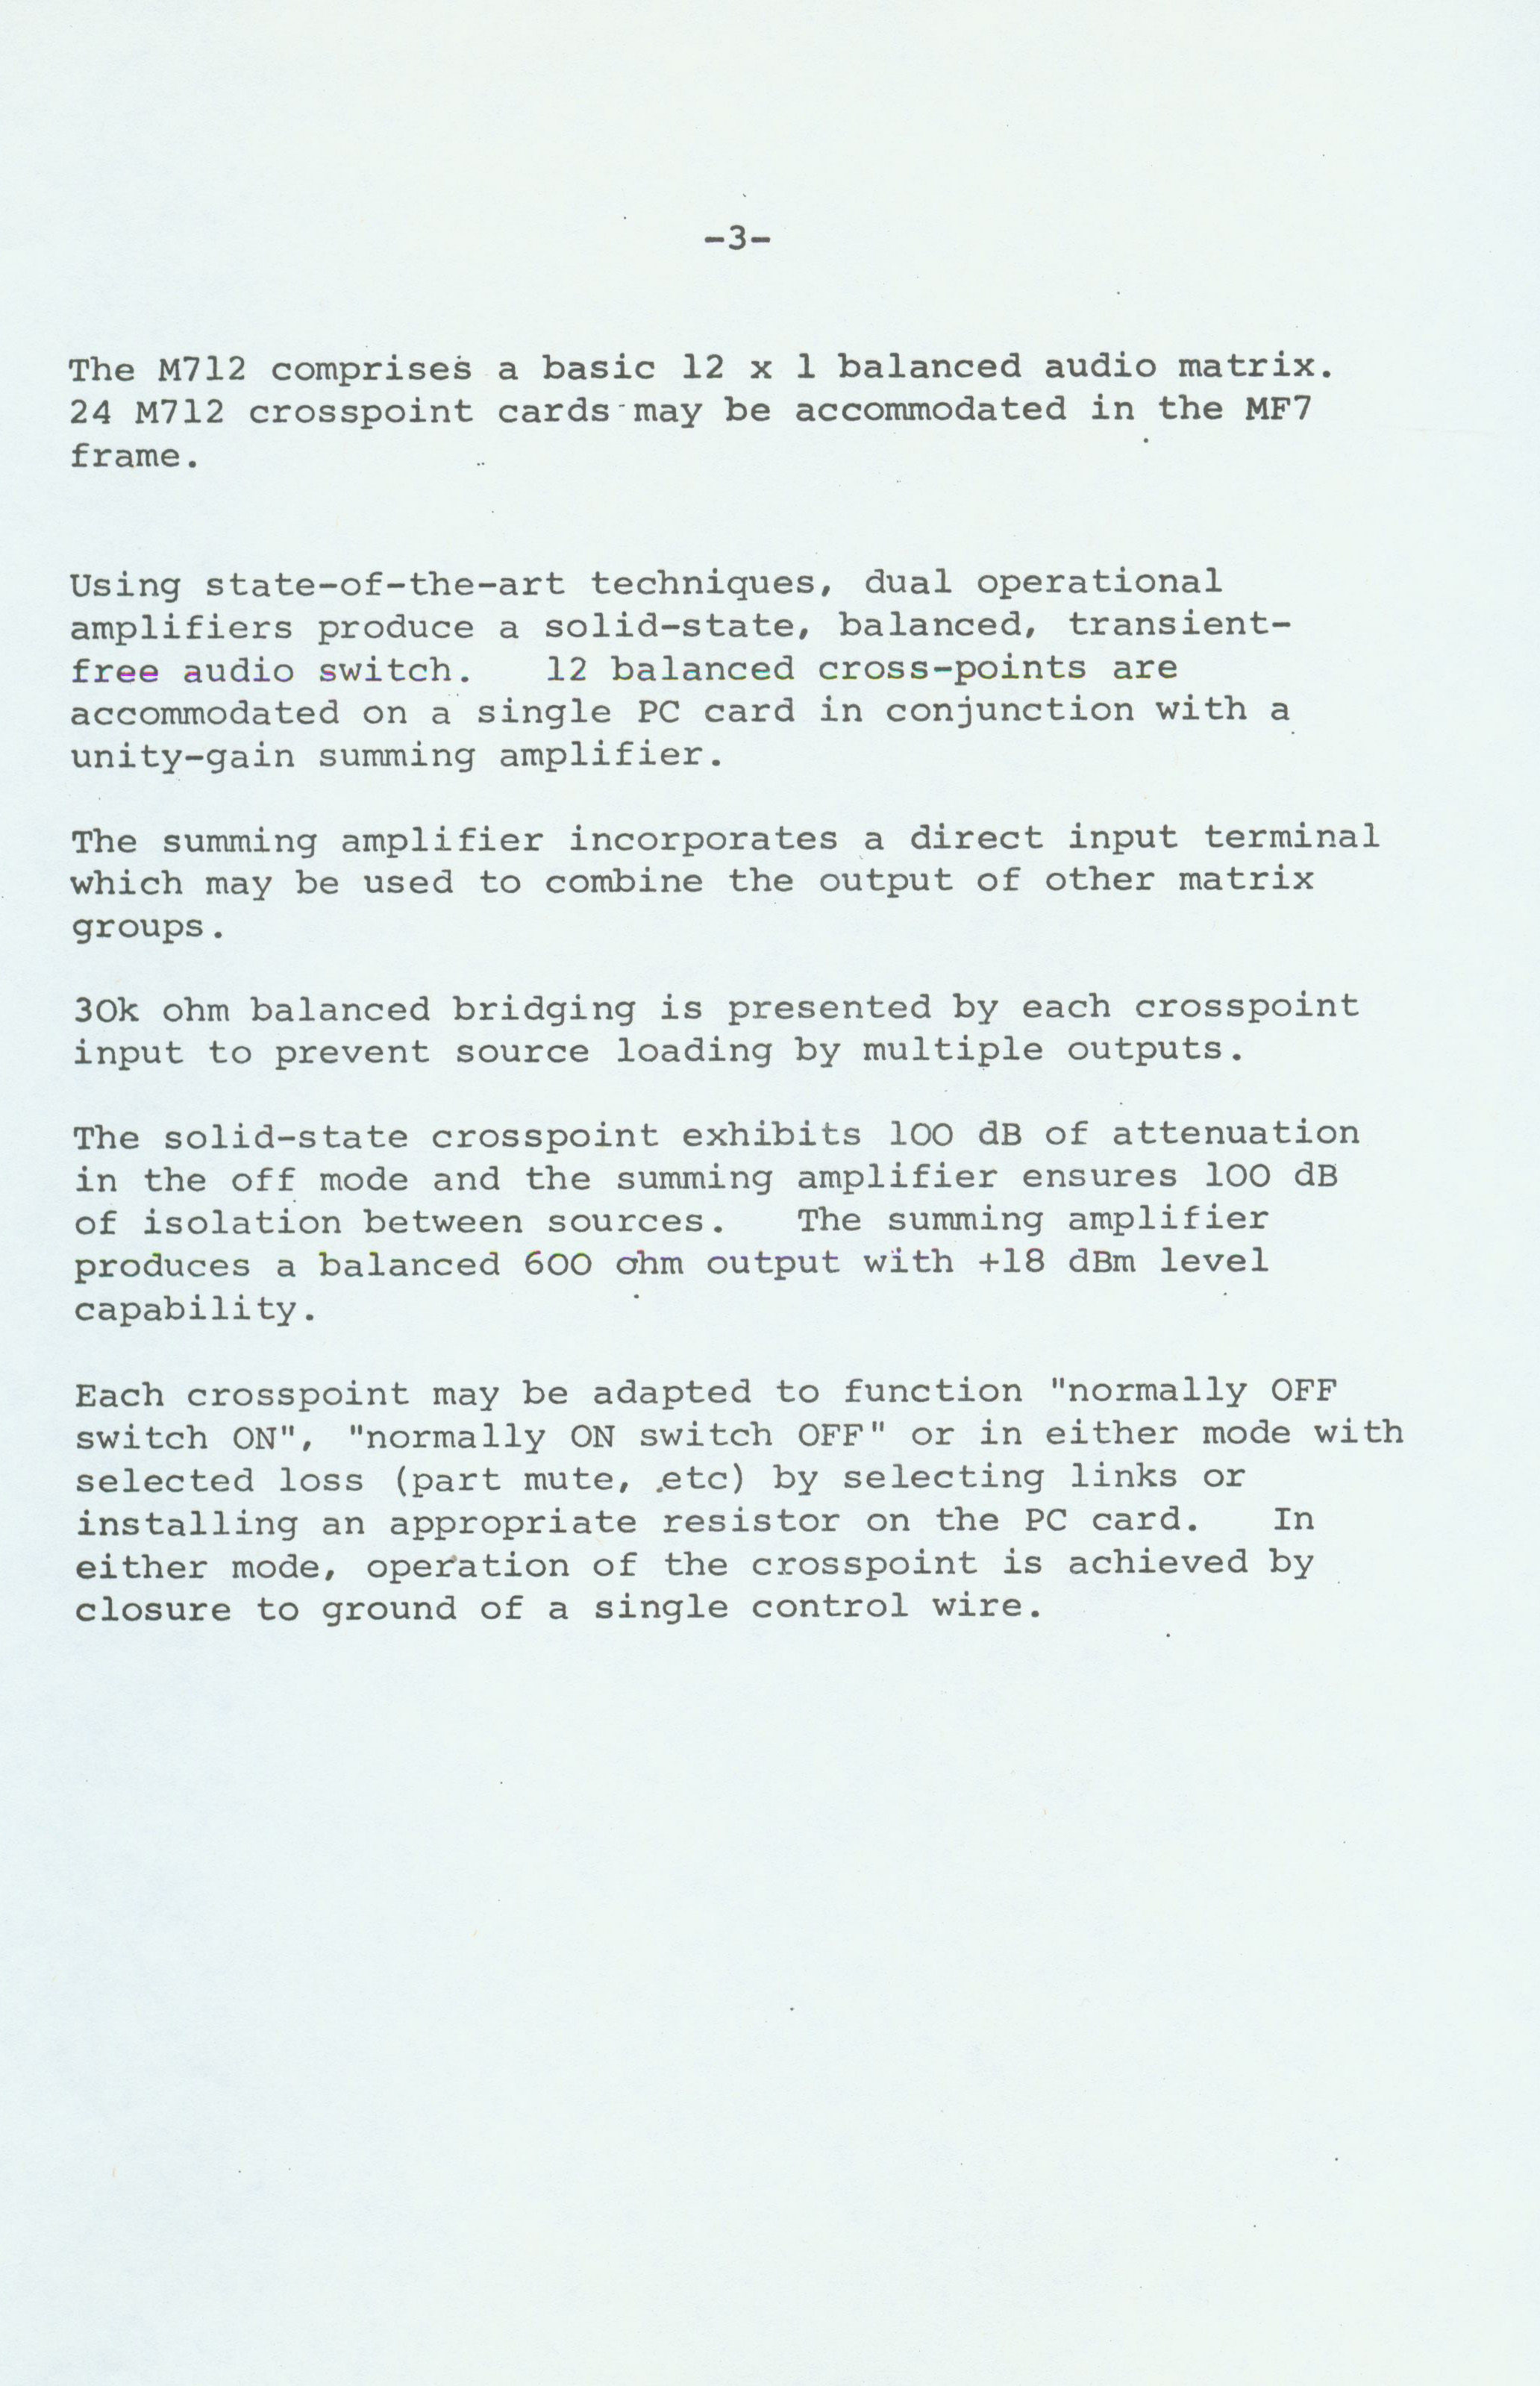 -3-
The M712 comprises a basic 12 x 1 balanced audio matrix.
24 M712 crosspoint cards may be accommodated in the MF7
frame.
Using state-of-the-art techniques, dual operational
amplifiers produce a solid-state, balanced, transient-
free audio switch. 12 balanced cross-points are
accommodated on a single PC card in conjunction with a
unity-gain summing amplifier.
The summing amplifier incorporates a direct input terminal
which may be used to combine the output of other matrix
groups.
30k ohm balanced bridging is presented by each crosspoint
input to prevent source loading by multiple outputs.
The solid-state crosspoint exhibits 100 dB of attenuation
in the off mode and the summing amplifier ensures 100 dB
of isolation between sources. The summing amplifier
produces a balanced 600 ohm output with +18 dBm level
capability.
Each crosspoint may be adapted to function "normally OFF
switch ON", "normally ON switch OFF" or in either mode with
selected loss (part mute, etc) by selecting links or
installing an appropriate resistor on the PC card. In
either mode, operation of the crosspoint is achieved by
closure to ground of a single control wire.